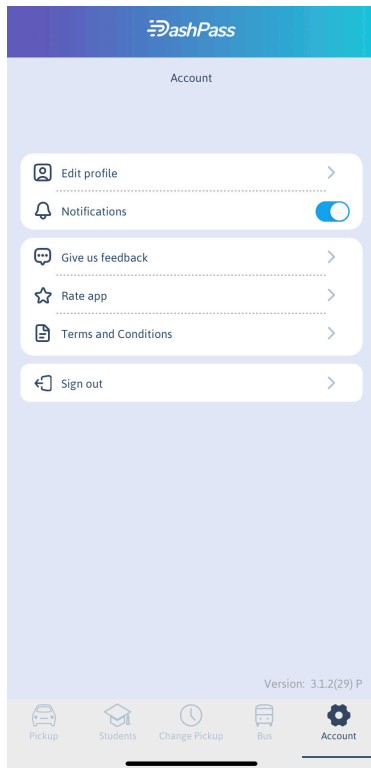 DashPass
Account
Edit profile
Notifications
Give us feedback
Rate app
Terms and Conditions
Sign out
Version: 3.1.2(29) P
Pickup
Students
Change Pickup
Bus
Account